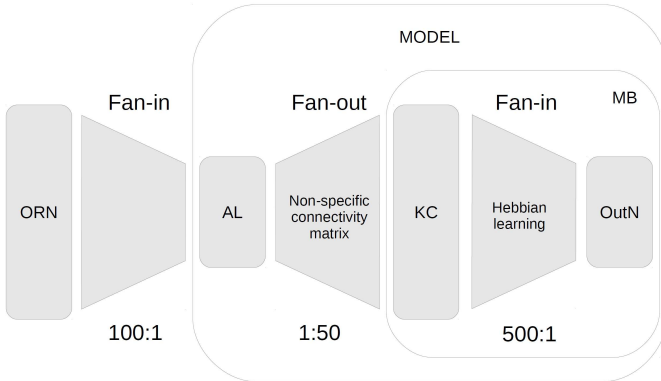 MODEL
Fan-in
Fan-out
Fan-in
MB
ORN
AL
Non-specific
connectivity
matrix
KC
Hebbian
learning
OutN
100:1
1:50
500:1